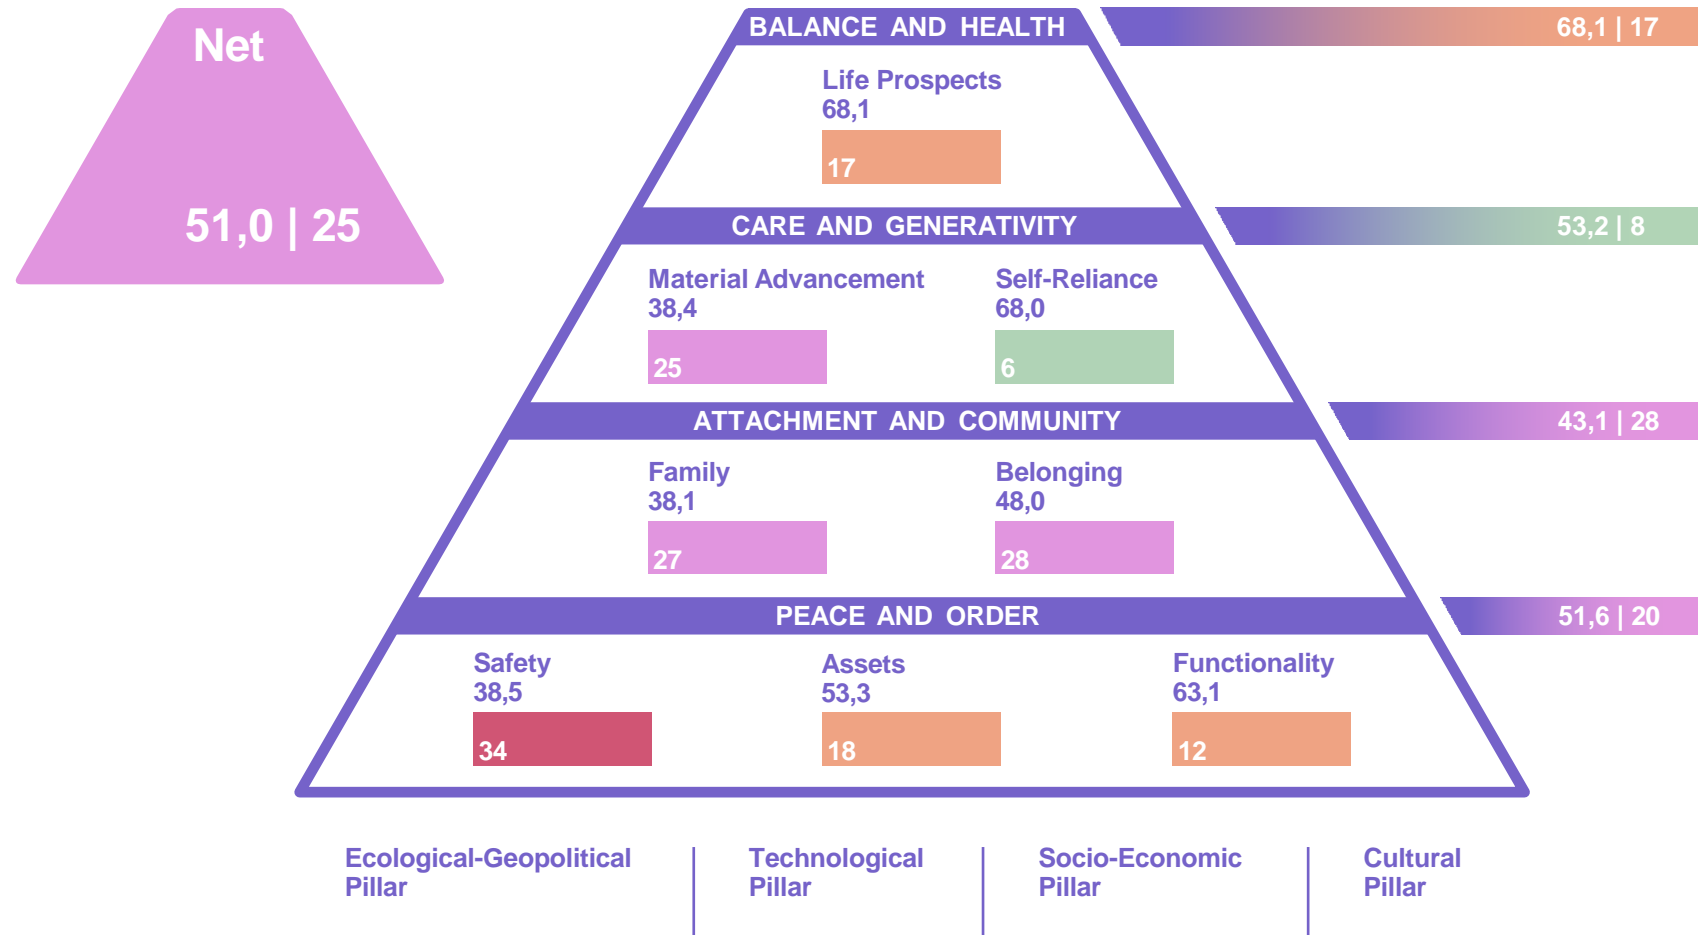 Net
51,0 | 25
BALANCE AND HEALTH
68,1 | 17
Life Prospects
68,1
17
CARE AND GENERATIVITY
53,2 | 8
Material Advancement
38,4
25
Self-Reliance
68,0
6
ATTACHMENT AND COMMUNITY
43,1 | 28
Family
38,1
27
Belonging
48,0
28
PEACE AND ORDER
51,6 | 20
Safety
38,5
34
Assets
53,3
18
Functionality
63,1
12
Ecological-Geopolitical
Pillar
Technological
Pillar
Socio-Economic
Pillar
Cultural
Pillar